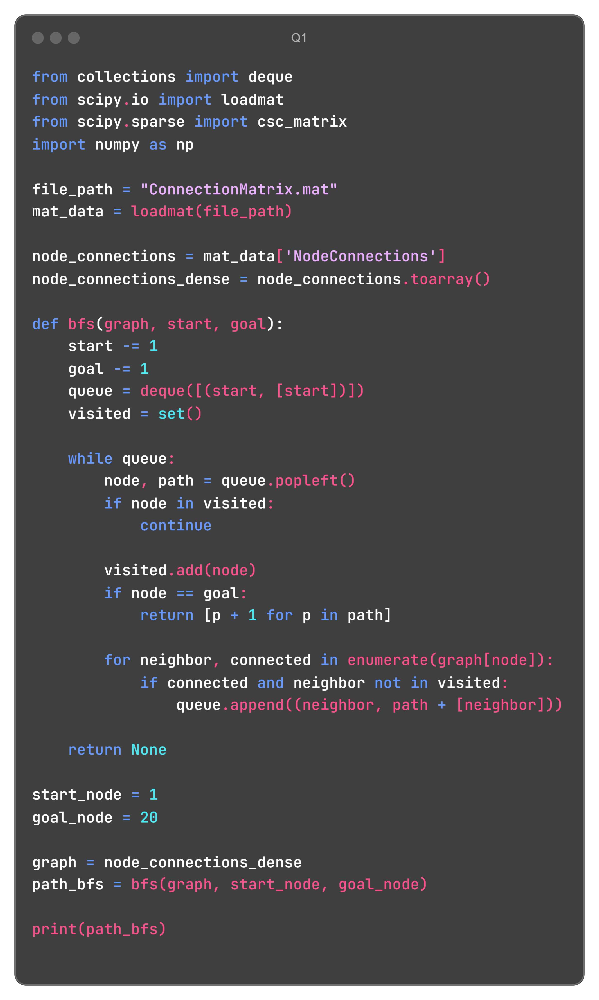 Q1
from collections import deque
from scipy.io import loadmat
from scipy.sparse import csc_matrix
import numpy as np
file_path = "ConnectionMatrix.mat"
mat_data = loadmat(file_path)
node_connections = mat_data['NodeConnections']
node_connections_dense = node_connections.toarray()
def bfs(graph, start, goal):
    start -= 1
    goal -= 1
    queue = deque([(start, [start])])
    visited = set()
    while queue:
        node, path = queue.popleft()
        if node in visited:
            continue
        visited.add(node)
        if node == goal:
            return [p + 1 for p in path]
        for neighbor, connected in enumerate(graph[node]):
            if connected and neighbor not in visited:
                queue.append((neighbor, path + [neighbor]))
    return None
start_node = 1
goal_node = 20
graph = node_connections_dense
path_bfs = bfs(graph, start_node, goal_node)
print(path_bfs)